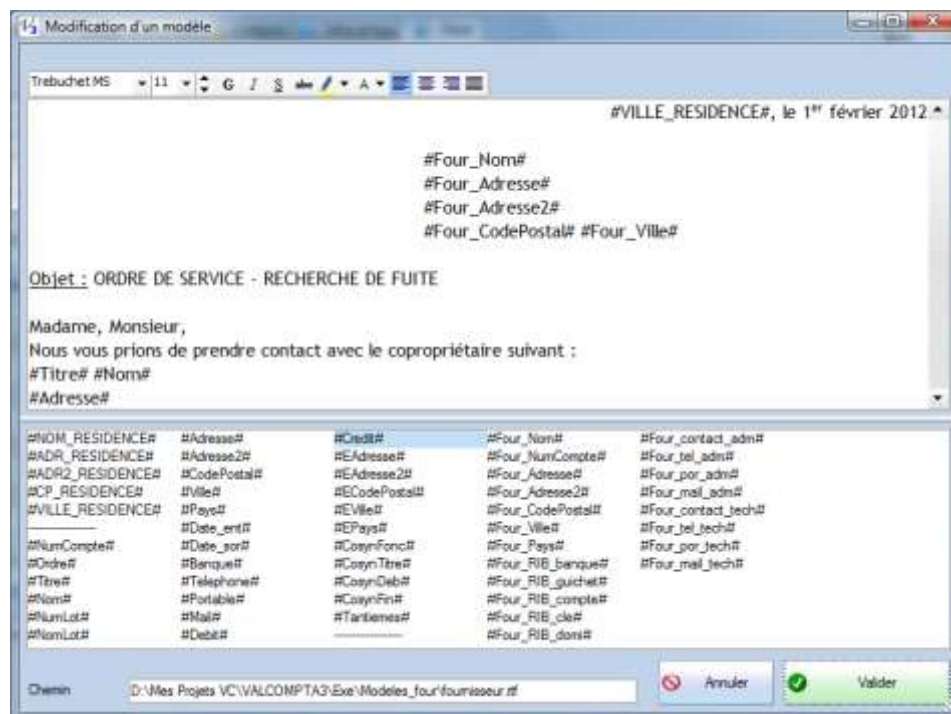 Modification d'un modèle
Trebuchet MS 11 G I S abc A
#VILLE_RESIDENCE#, le 1er février 2012
#Four_Nom#
#Four_Adresse#
#Four_Adresse2#
#Four_CodePostal# #Four_Ville#
Objet : ORDRE DE SERVICE - RECHERCHE DE FUITE
Madame, Monsieur,
Nous vous prions de prendre contact avec le copropriétaire suivant :
#Titre# #Nom#
#Adresse#
#NOM_RESIDENCE# #Adresse# #Credit# #Four_Nom# #Four_contact_adm#
#ADR_RESIDENCE# #Adresse2# #EAdresse# #Four_NumCompte# #Four_tel_adm#
#ADR2_RESIDENCE# #CodePostal# #EAdresse2# #Four_Adresse# #Four_por_adm#
#CP_RESIDENCE# #Ville# #ECodePostal# #Four_Adresse2# #Four_mail_adm#
#VILLE_RESIDENCE# #Pays# #EVille# #Four_CodePostal# #Four_contact_tech#
-------------------- #Date_ent# #EPays# #Four_Ville# #Four_tel_tech#
#NumCompte# #Date_sor# #CosynFonc# #Four_Pays# #Four_por_tech#
#Ordre# #Banque# #CosynTitre# #Four_RIB_banque# #Four_mail_tech#
#Titre# #Telephone# #CosynDeb# #Four_RIB_guichet#
#Nom# #Portable# #CosynFin# #Four_RIB_compte#
#NumLot# #Mail# #Tantiemes# #Four_RIB_cle#
#NomLot# #Debit# -------------------- #Four_RIB_domi#
Chemin D:\Mes Projets VC\VALCOMPTA3\Exe\Modeles_four\fournisseur.rtf Annuler Valider